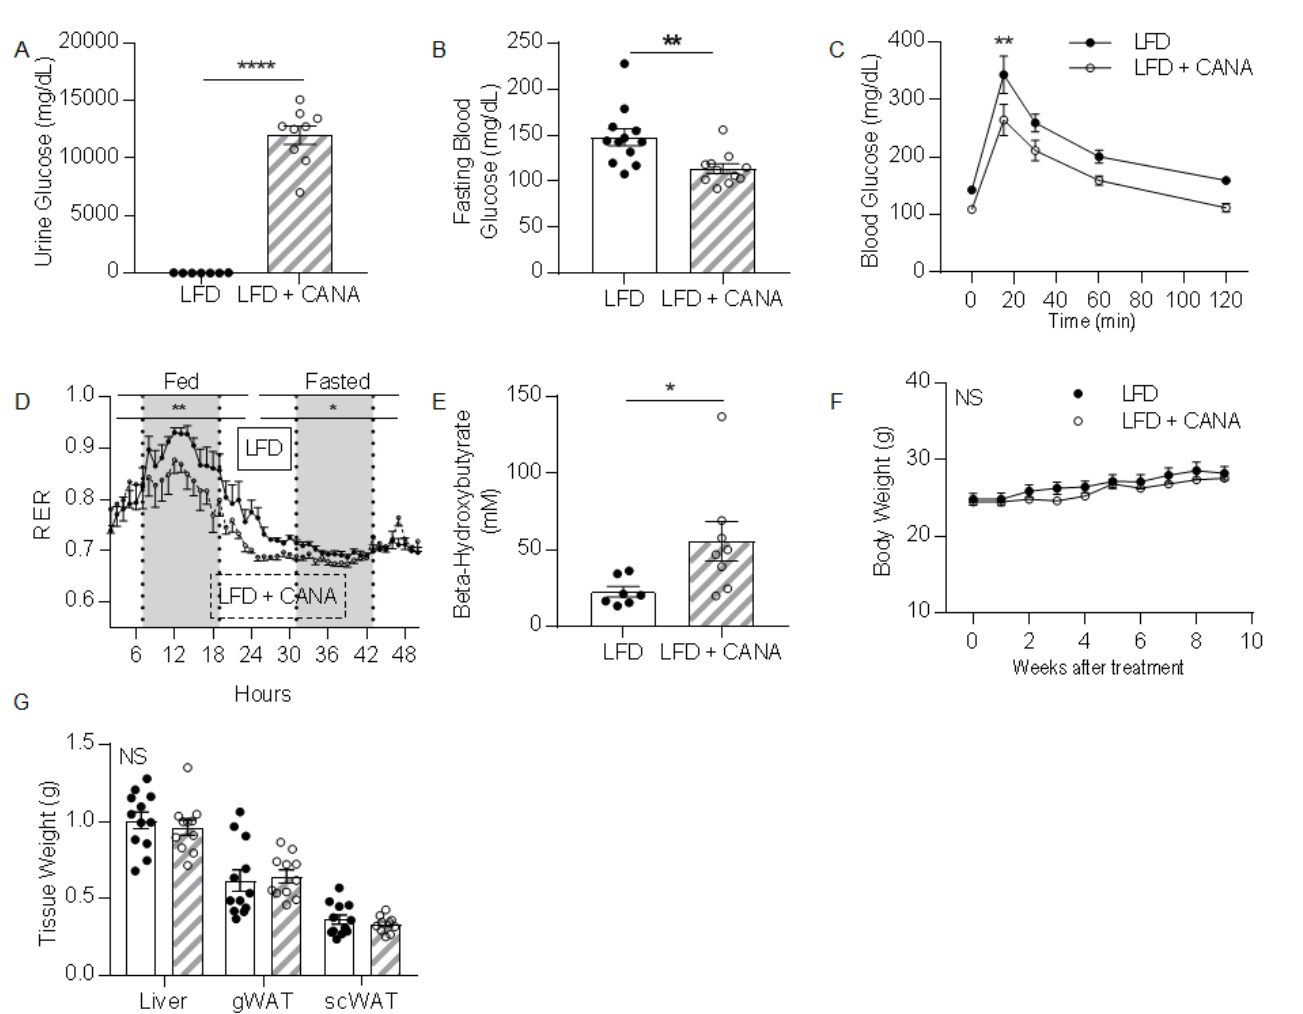 A
20000
15000
10000
5000
0
Urine Glucose (mg/dL)
****
LFD
LFD + CANA
B
250
200
150
100
50
0
Fasting Blood
Glucose (mg/dL)
**
LFD
LFD + CANA
C
400
300
200
100
0
Blood Glucose (mg/dL)
**
LFD
LFD + CANA
0 20 40 60 80 100 120
Time (min)
D
Fed
Fasted
1.0
0.9
0.8
0.7
0.6
RER
**
*
LFD
LFD + CANA
6 12 18 24 30 36 42 48
Hours
E
150
100
50
0
Beta-Hydroxybutyrate
(mM)
*
LFD
LFD + CANA
F
40
30
20
10
Body Weight (g)
NS
LFD
LFD + CANA
0 2 4 6 8 10
Weeks after treatment
G
1.5
1.0
0.5
0.0
Tissue Weight (g)
NS
Liver
gWAT
scWAT